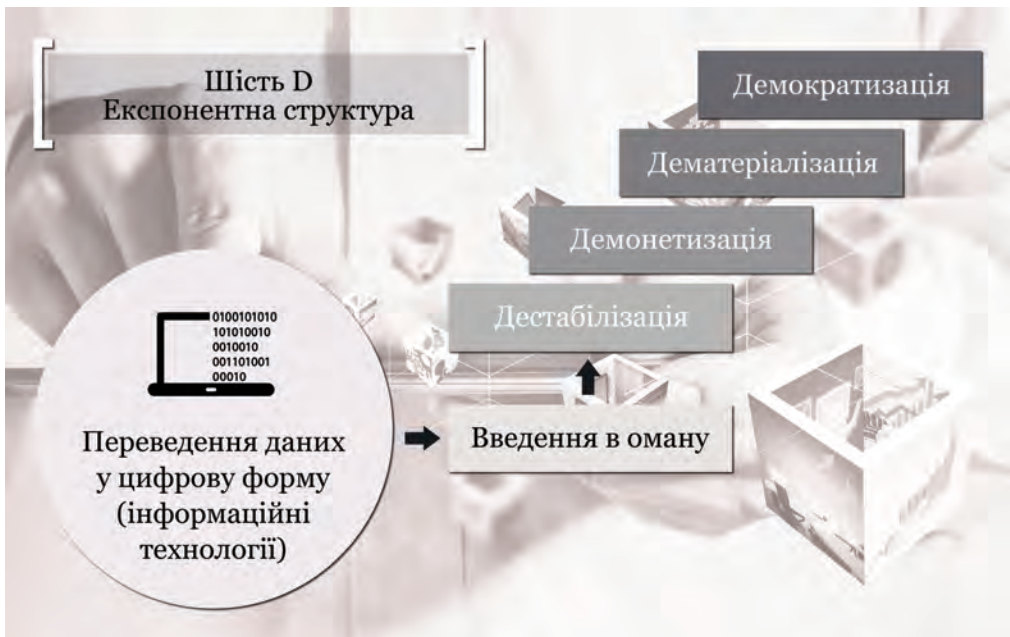 Шість D
Експонентна структура
Демократизація
Дематеріалізація
Демонетизація
Дестабілізація
0100101010
101010010
0010010
001101001
00010
Переведення даних
у цифрову форму
(інформаційні
технології)
Введення в оману